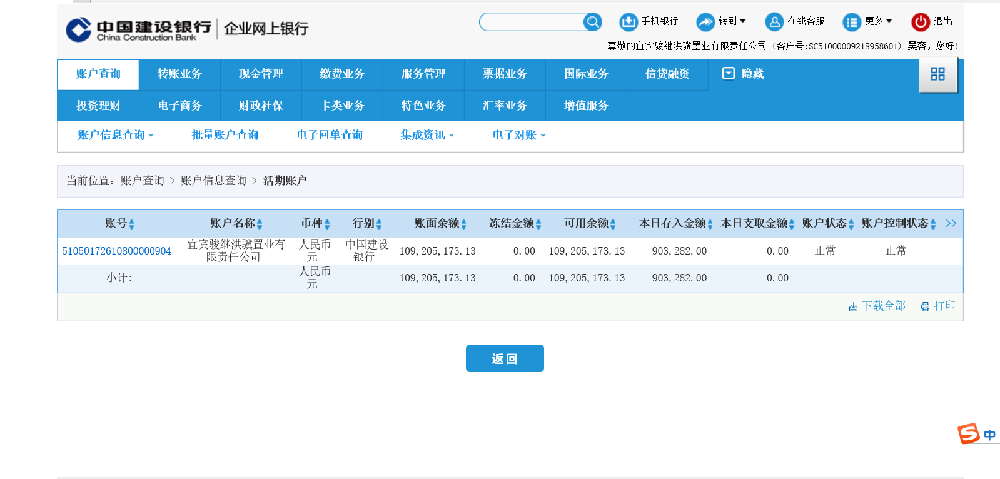 中国建设银行 企业网上银行
China Construction Bank
手机银行 转到 在线客服 更多 退出
尊敬的宜宾骏继洪骥置业有限责任公司（客户号:SC51000009218958601）吴容，您好!
账户查询 转账业务 现金管理 缴费业务 服务管理 票据业务 国际业务 信贷融资 隐藏
投资理财 电子商务 财政社保 卡类业务 特色业务 汇率业务 增值服务
账户信息查询 批量账户查询 电子回单查询 集成资讯 电子对账
当前位置：账户查询 > 账户信息查询 > 活期账户
账号 账户名称 币种 行别 账面余额 冻结金额 可用余额 本日存入金额 本日支取金额 账户状态 账户控制状态 >>
51050172610800000904 宜宾骏继洪骥置业有限责任公司 人民币元 中国建设银行 109,205,173.13 0.00 109,205,173.13 903,282.00 0.00 正常 正常
小计: 人民币元 109,205,173.13 0.00 109,205,173.13 903,282.00 0.00
下载全部 打印
返回
S 中